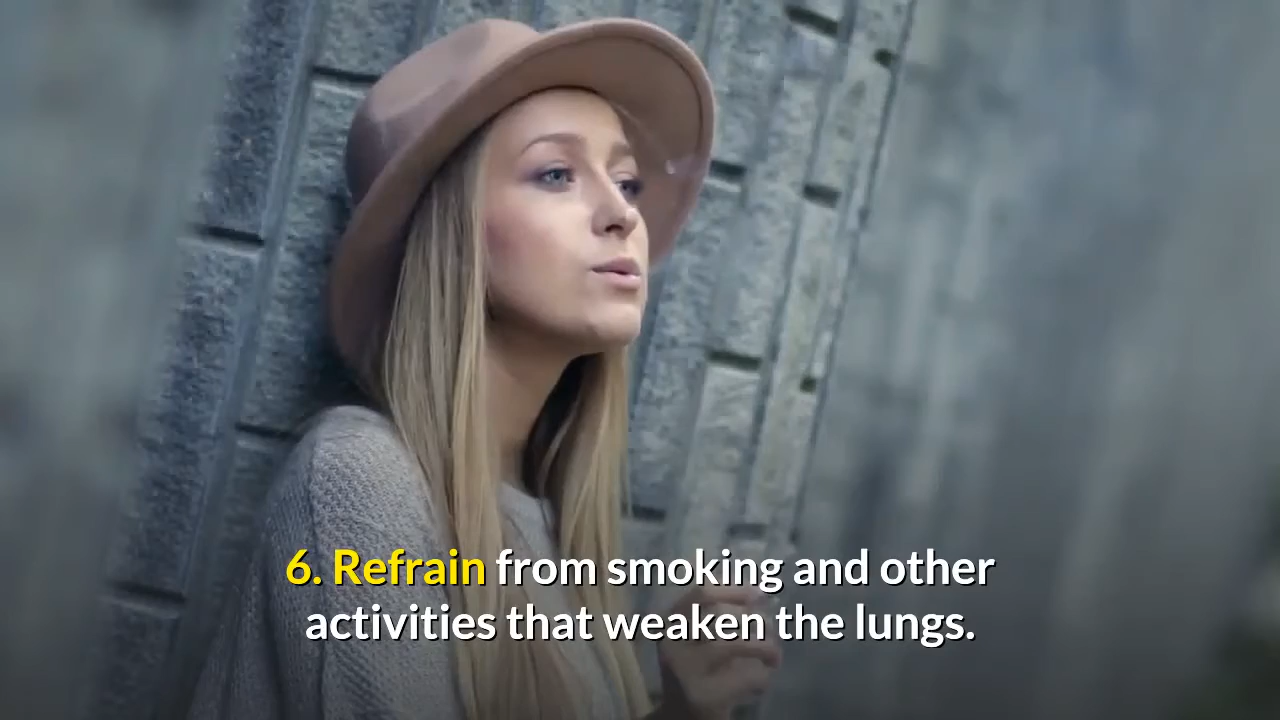 6. Refrain from smoking and other
activities that weaken the lungs.